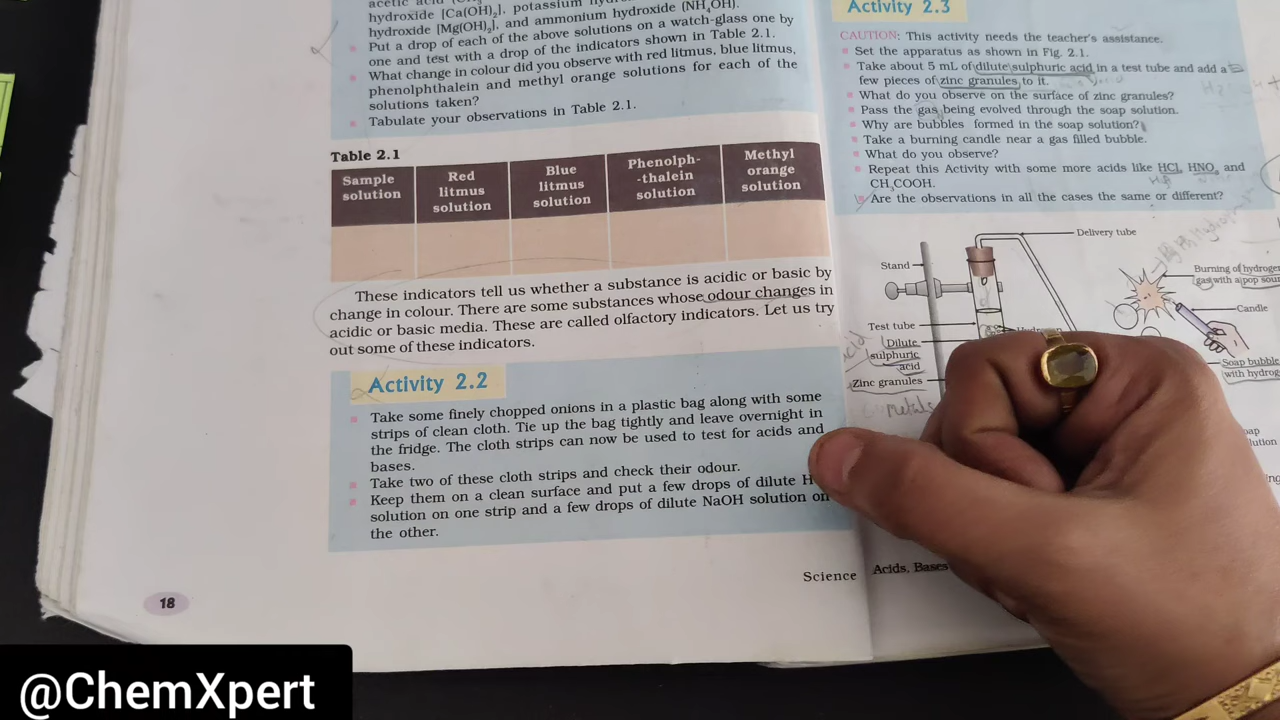 hydroxide [Ca(OH)2], potassium
hydroxide [Mg(OH)2], and ammonium hydroxide (NH4OH).
Put a drop of each of the above solutions on a watch-glass one by
one and test with a drop of the indicators shown in Table 2.1.
What change in colour did you observe with red litmus, blue litmus,
phenolphthalein and methyl orange solutions for each of the
solutions taken?
Tabulate your observations in Table 2.1.
Table 2.1
Sample solution
Red litmus solution
Blue litmus solution
Phenolph- -thalein solution
Methyl orange solution
These indicators tell us whether a substance is acidic or basic by
change in colour. There are some substances whose odour changes in
acidic or basic media. These are called olfactory indicators. Let us try
out some of these indicators.
Activity 2.2
Take some finely chopped onions in a plastic bag along with some
strips of clean cloth. Tie up the bag tightly and leave overnight in
the fridge. The cloth strips can now be used to test for acids and
bases.
Take two of these cloth strips and check their odour.
Keep them on a clean surface and put a few drops of dilute H
solution on one strip and a few drops of dilute NaOH solution on
the other.
Science
18
Activity 2.3
CAUTION: This activity needs the teacher's assistance.
Set the apparatus as shown in Fig. 2.1.
Take about 5 mL of dilute sulphuric acid in a test tube and add a
few pieces of zinc granules to it.
What do you observe on the surface of zinc granules?
Pass the gas being evolved through the soap solution.
Why are bubbles formed in the soap solution?
Take a burning candle near a gas filled bubble.
What do you observe?
Repeat this Activity with some more acids like HCl, HNO3 and
CH3COOH.
Are the observations in all the cases the same or different?
Delivery tube
Stand
Burning of hydrogen
gas with a pop soun
Candle
Test tube
Hydrogen
Dilute
sulphuric
acid
Zinc granules
metals
Soap bubble
with hydrog
Acids, Bases
@ChemXpert